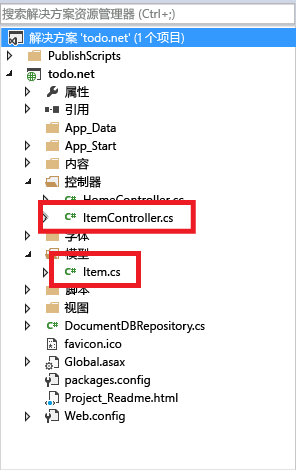 搜索解决方案资源管理器 (Ctrl+;)
解决方案 'todo.net' (1 个项目)
PublishScripts
todo.net
属性
引用
App_Data
App_Start
内容
控制器
HomeController.cs
ItemController.cs
字体
模型
Item.cs
脚本
视图
DocumentDBRepository.cs
favicon.ico
Global.asax
packages.config
Project_Readme.html
Web.config